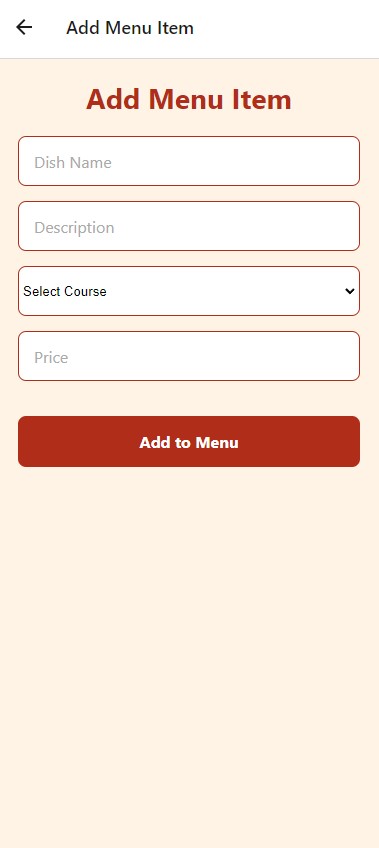 Add Menu Item
Add Menu Item
Dish Name
Description
Select Course
Price
Add to Menu